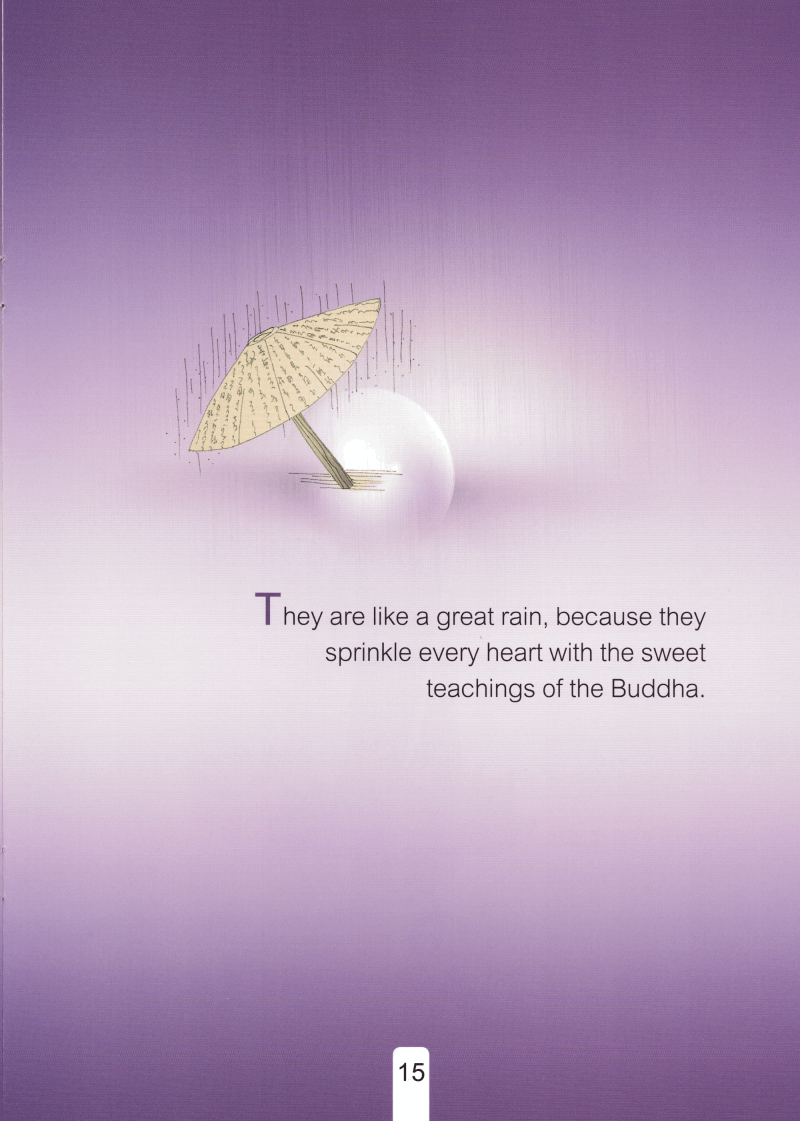 They are like a great rain, because they
sprinkle every heart with the sweet
teachings of the Buddha.
15